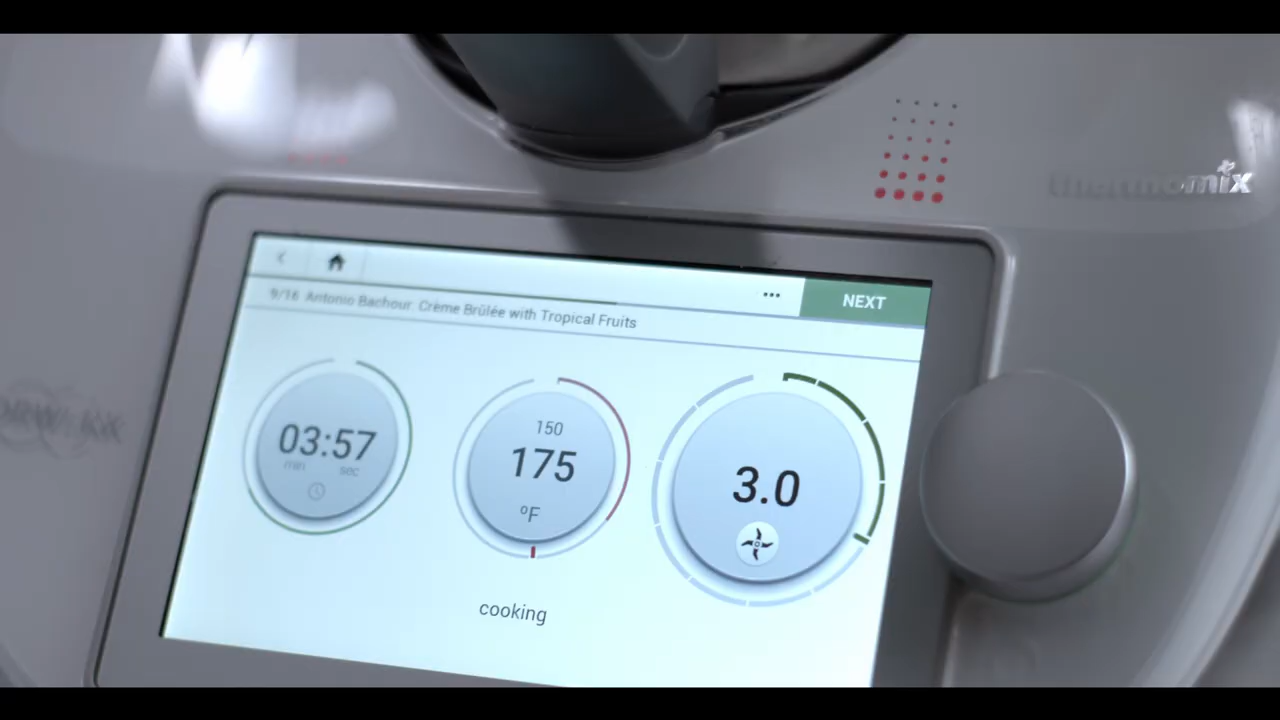 thermomix
NEXT
9/16 Antonio Bachour Crème Brûlée with Tropical Fruits
03:57
min sec
150
175
°F
3.0
cooking